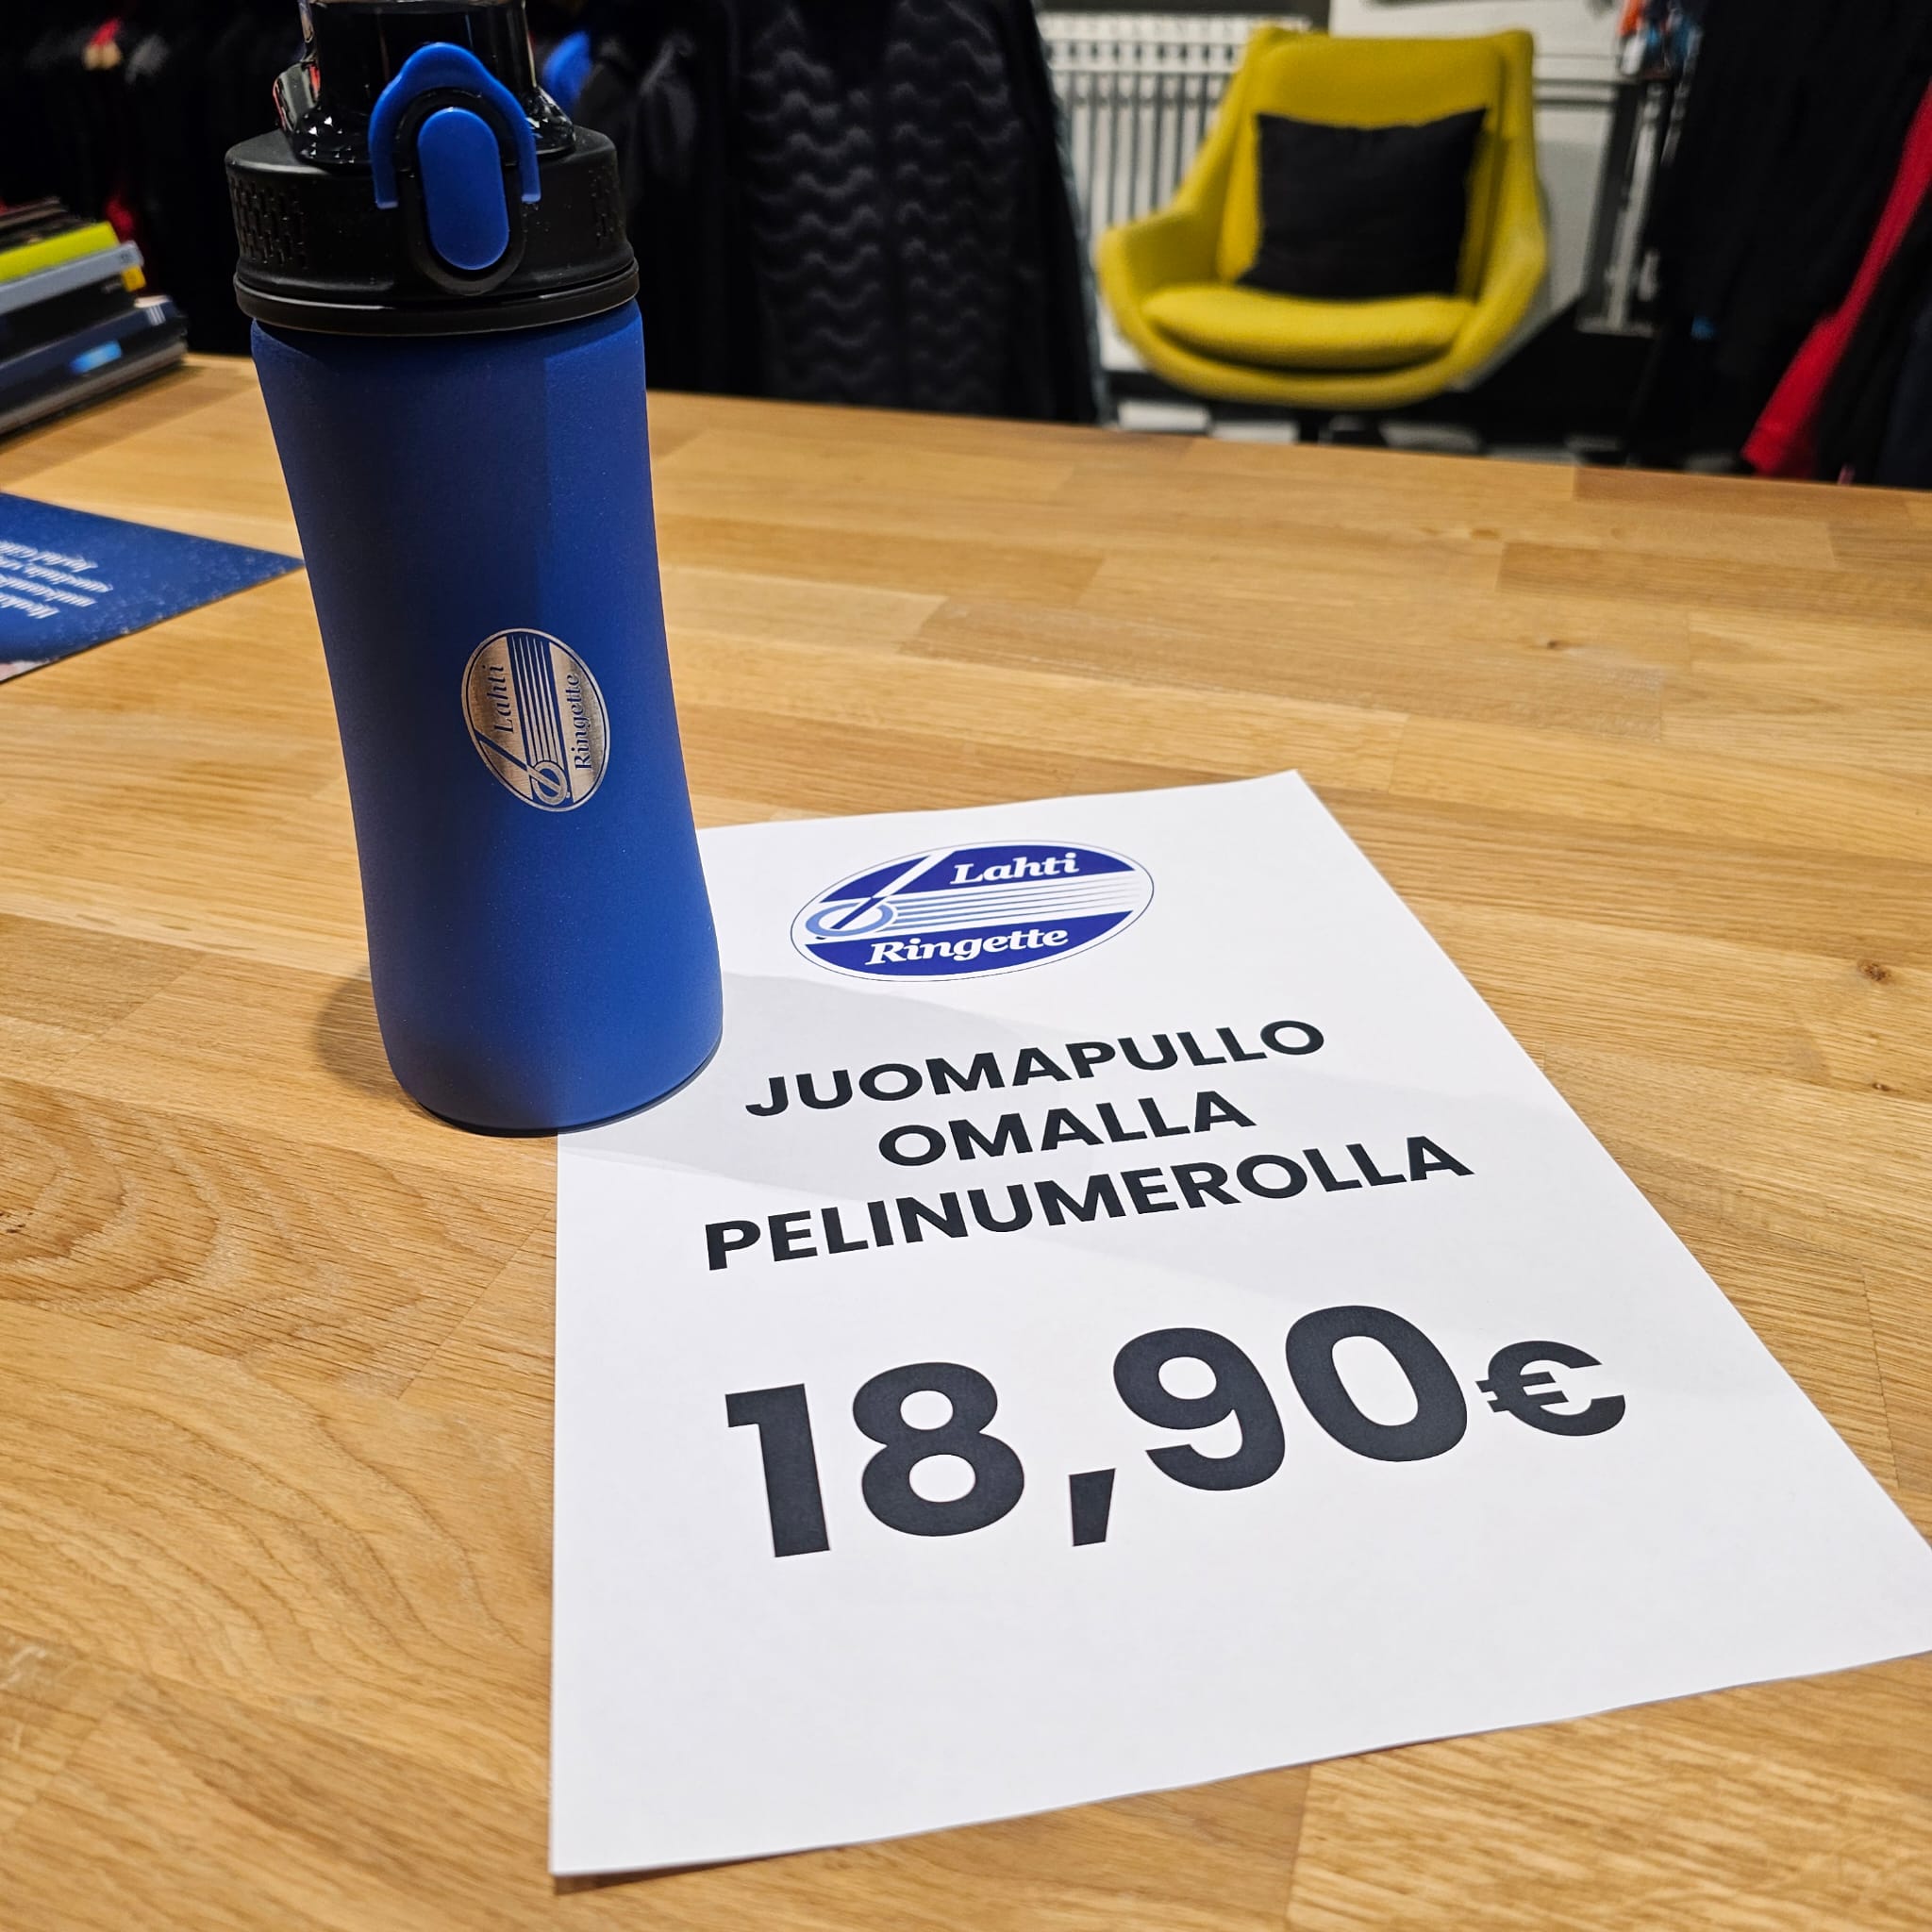 Lahti
Ringette
Lahti
Ringette
JUOMAPULLO
OMALLA
PELINUMEROLLA
18,90€